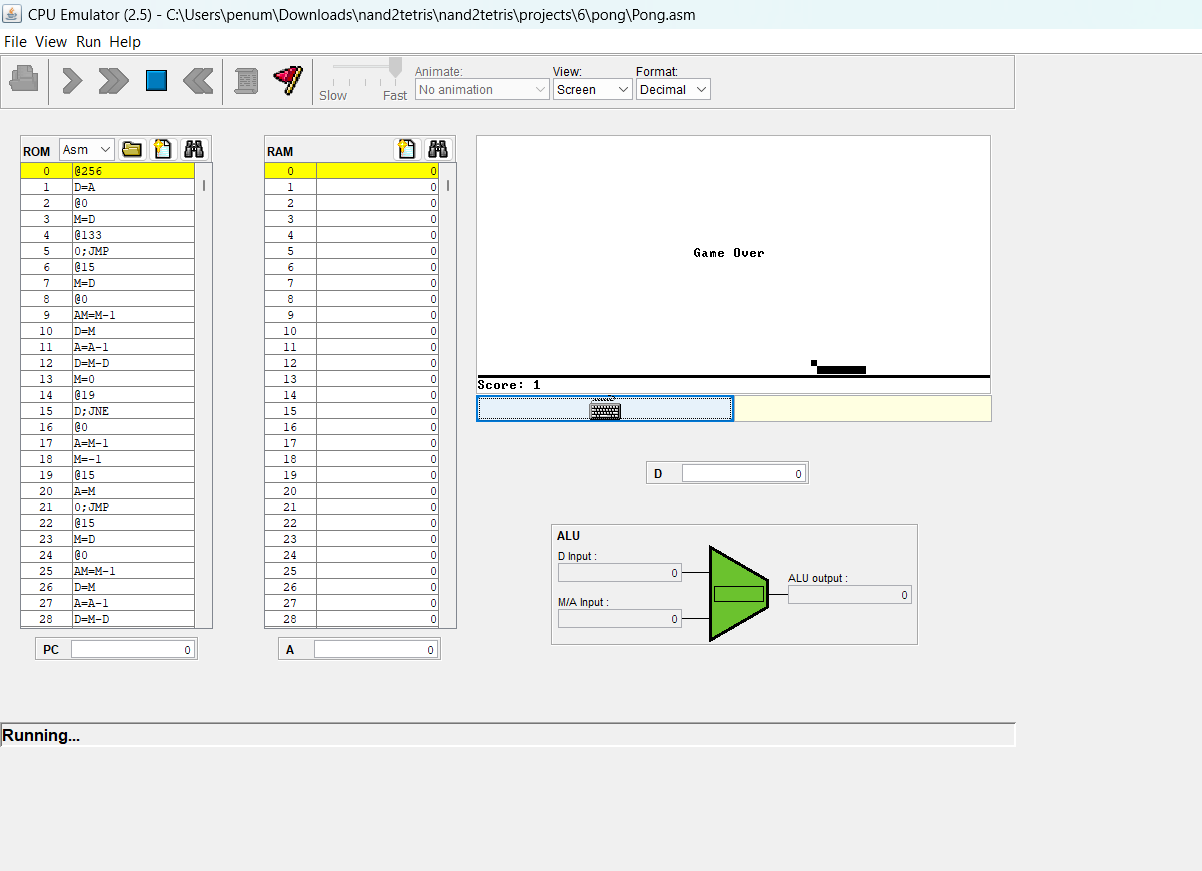 CPU Emulator (2.5) - C:\Users\penum\Downloads\nand2tetris\nand2tetris\projects\6\pong\Pong.asm
File View Run Help
Slow Fast
Animate:
No animation
View:
Screen
Format:
Decimal
ROM Asm
0 @256
1 D=A
2 @0
3 M=D
4 @133
5 0;JMP
6 @15
7 M=D
8 @0
9 AM=M-1
10 D=M
11 A=A-1
12 D=M-D
13 M=0
14 @19
15 D;JNE
16 @0
17 A=M-1
18 M=-1
19 @15
20 A=M
21 0;JMP
22 @15
23 M=D
24 @0
25 AM=M-1
26 D=M
27 A=A-1
28 D=M-D
PC 0
RAM
0 0
1 0
2 0
3 0
4 0
5 0
6 0
7 0
8 0
9 0
10 0
11 0
12 0
13 0
14 0
15 0
16 0
17 0
18 0
19 0
20 0
21 0
22 0
23 0
24 0
25 0
26 0
27 0
28 0
A 0
Game Over
Score: 1
D 0
ALU
D Input :
0
M/A Input :
0
ALU output :
0
Running...